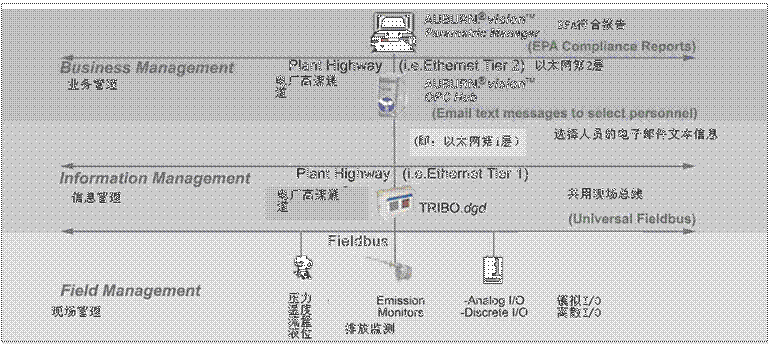 AUBURN®vision™
Parametric Manager
EPA符合报告
(EPA Compliance Reports)
Business Management
业务管理
Plant Highway (i.e.Ethernet Tier 2) 以太网第2层
电厂高速通道
AUBURN®vision™
OPC Hub
(Email text messages to select personnel)
选择人员的电子邮件文本信息
(即: 以太网第1层)
Plant Highway (i.e.Ethernet Tier 1)
Information Management
信息管理
电厂高速通道
TRIBO.dgd
共用现场总线
(Universal Fieldbus)
Fieldbus
Field Management
现场管理
压力
温度
流量
液位
Emission
Monitors
排放监测
-Analog I/O
-Discrete I/O
模拟I/O
离散I/O